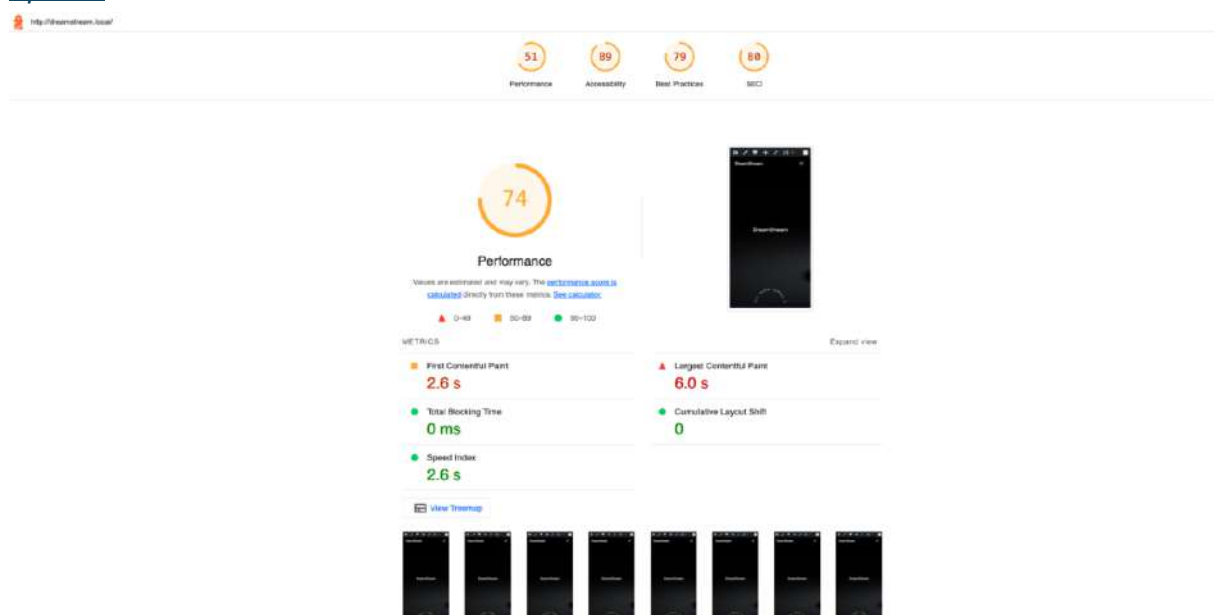 http://dreamstream.local/
51
89
79
80
Performance
Accessibility
Best Practices
SEO
74
Performance
Values are estimated and may vary. The performance score is
calculated directly from these metrics. See calculator.
0–49
50–89
90–100
DreamStream
DreamStream
METRICS
Expand view
First Contentful Paint
2.6 s
Largest Contentful Paint
6.0 s
Total Blocking Time
0 ms
Cumulative Layout Shift
0
Speed Index
2.6 s
View Treemap